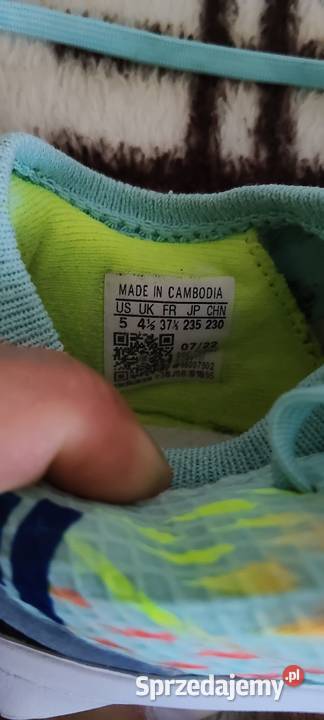 MADE IN CAMBODIA
US UK FR JP CHN
5 4½ 37⅓ 235 230
07/22
Sprzedajemy.pl